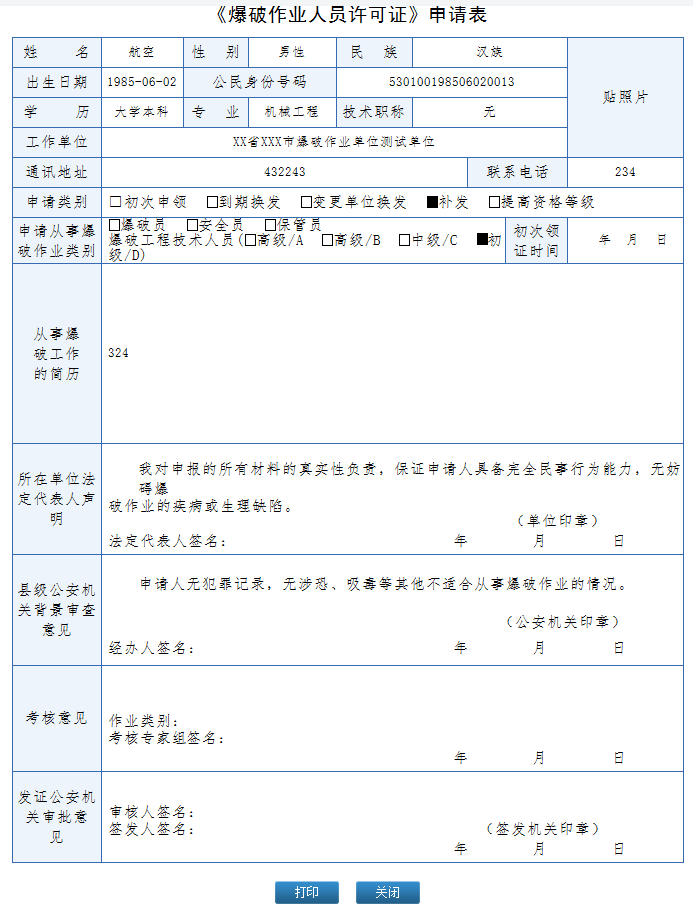 《爆破作业人员许可证》申请表
姓 名 航空 性 别 男性 民 族 汉族
贴照片
出生日期 1985-06-02 公民身份号码 530100198506020013
学 历 大学本科 专 业 机械工程 技术职称 无
工作单位 XX省XXX市爆破作业单位测试单位
通讯地址 432243 联系电话 234
申请类别 □初次申领 □到期换发 □变更单位换发 ■补发 □提高资格等级
申请从事爆
破作业类别
□爆破员 □安全员 □保管员
爆破工程技术人员(□高级/A □高级/B □中级/C ■初
级/D)
初次领
证时间
年 月 日
从事爆
破工作
的简历
324
所在单位法
定代表人声
明
我对申报的所有材料的真实性负责，保证申请人具备完全民事行为能力，无妨
碍爆
破作业的疾病或生理缺陷。
（单位印章）
法定代表人签名： 年 月 日
县级公安机
关背景审查
意见
申请人无犯罪记录，无涉恐、吸毒等其他不适合从事爆破作业的情况。
（公安机关印章）
经办人签名： 年 月 日
考核意见
作业类别：
考核专家组签名：
年 月 日
发证公安机
关审批意
见
审核人签名：
签发人签名： （签发机关印章）
年 月 日
打印 关闭